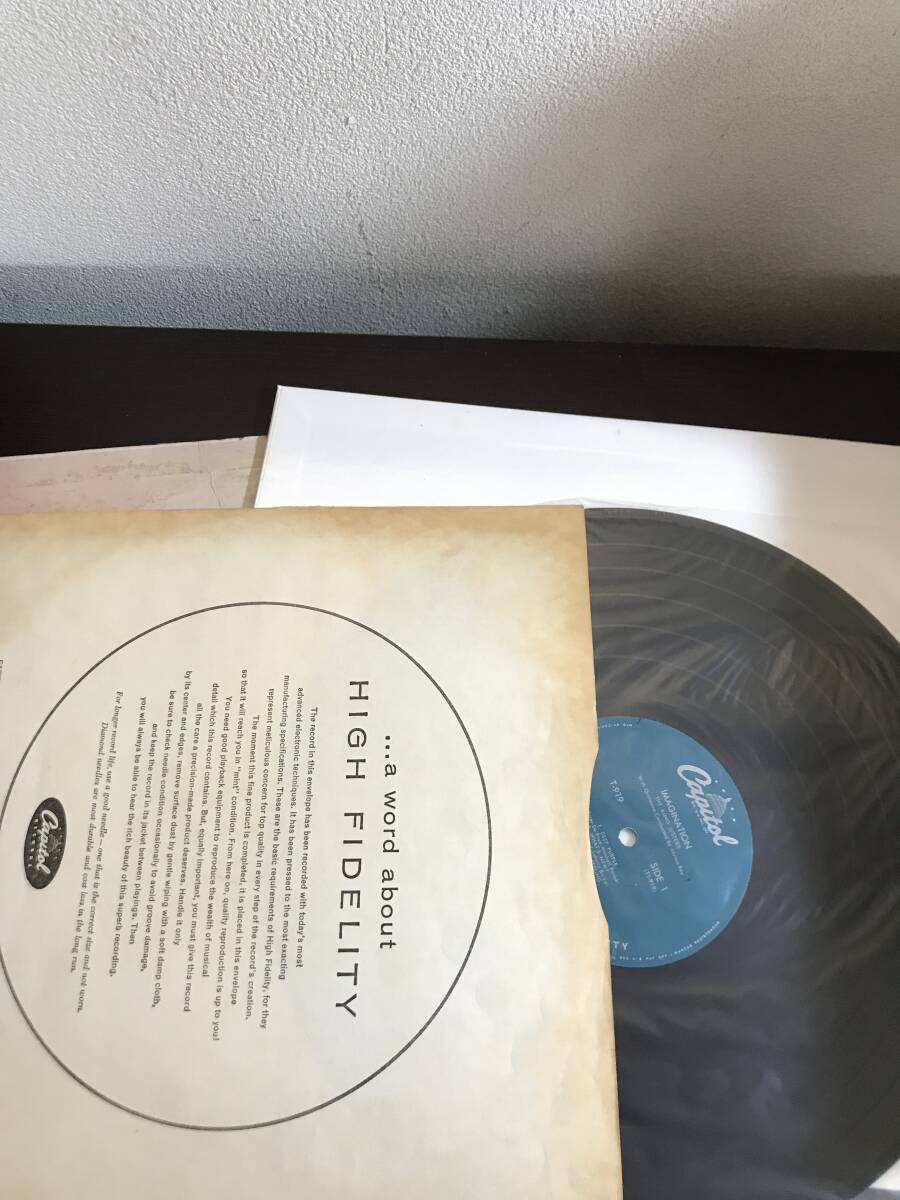 ...a word about
HIGH FIDELITY
The record in this envelope has been recorded with today's most
advanced electronic techniques. It has been pressed to the most exacting
manufacturing specifications. These are the basic requirements of High Fidelity, for they
represent meticulous concern for top quality in every step of the record's creation.
The moment this fine product is completed, it is placed in this envelope
so that it will reach you in "mint" condition. From here on, quality reproduction is up to you!
You need good playback equipment to reproduce the wealth of musical
detail which this record contains. But, equally important, you must give this record
all the care a precision-made product deserves. Handle it only
by its center and edges, remove surface dust by gentle wiping with a soft damp cloth,
be sure to check needle condition occasionally to avoid groove damage,
and keep the record in its jacket between playings. Then
you will always be able to hear the rich beauty of this superb recording.
For longer record life, use a good needle — one that is the correct size and not worn.
Diamond needles are most durable and cost less in the long run.
Capitol
Capitol
IMAGINATION
THE KING SISTERS
T-919
SIDE 1
DEEP PURPLE